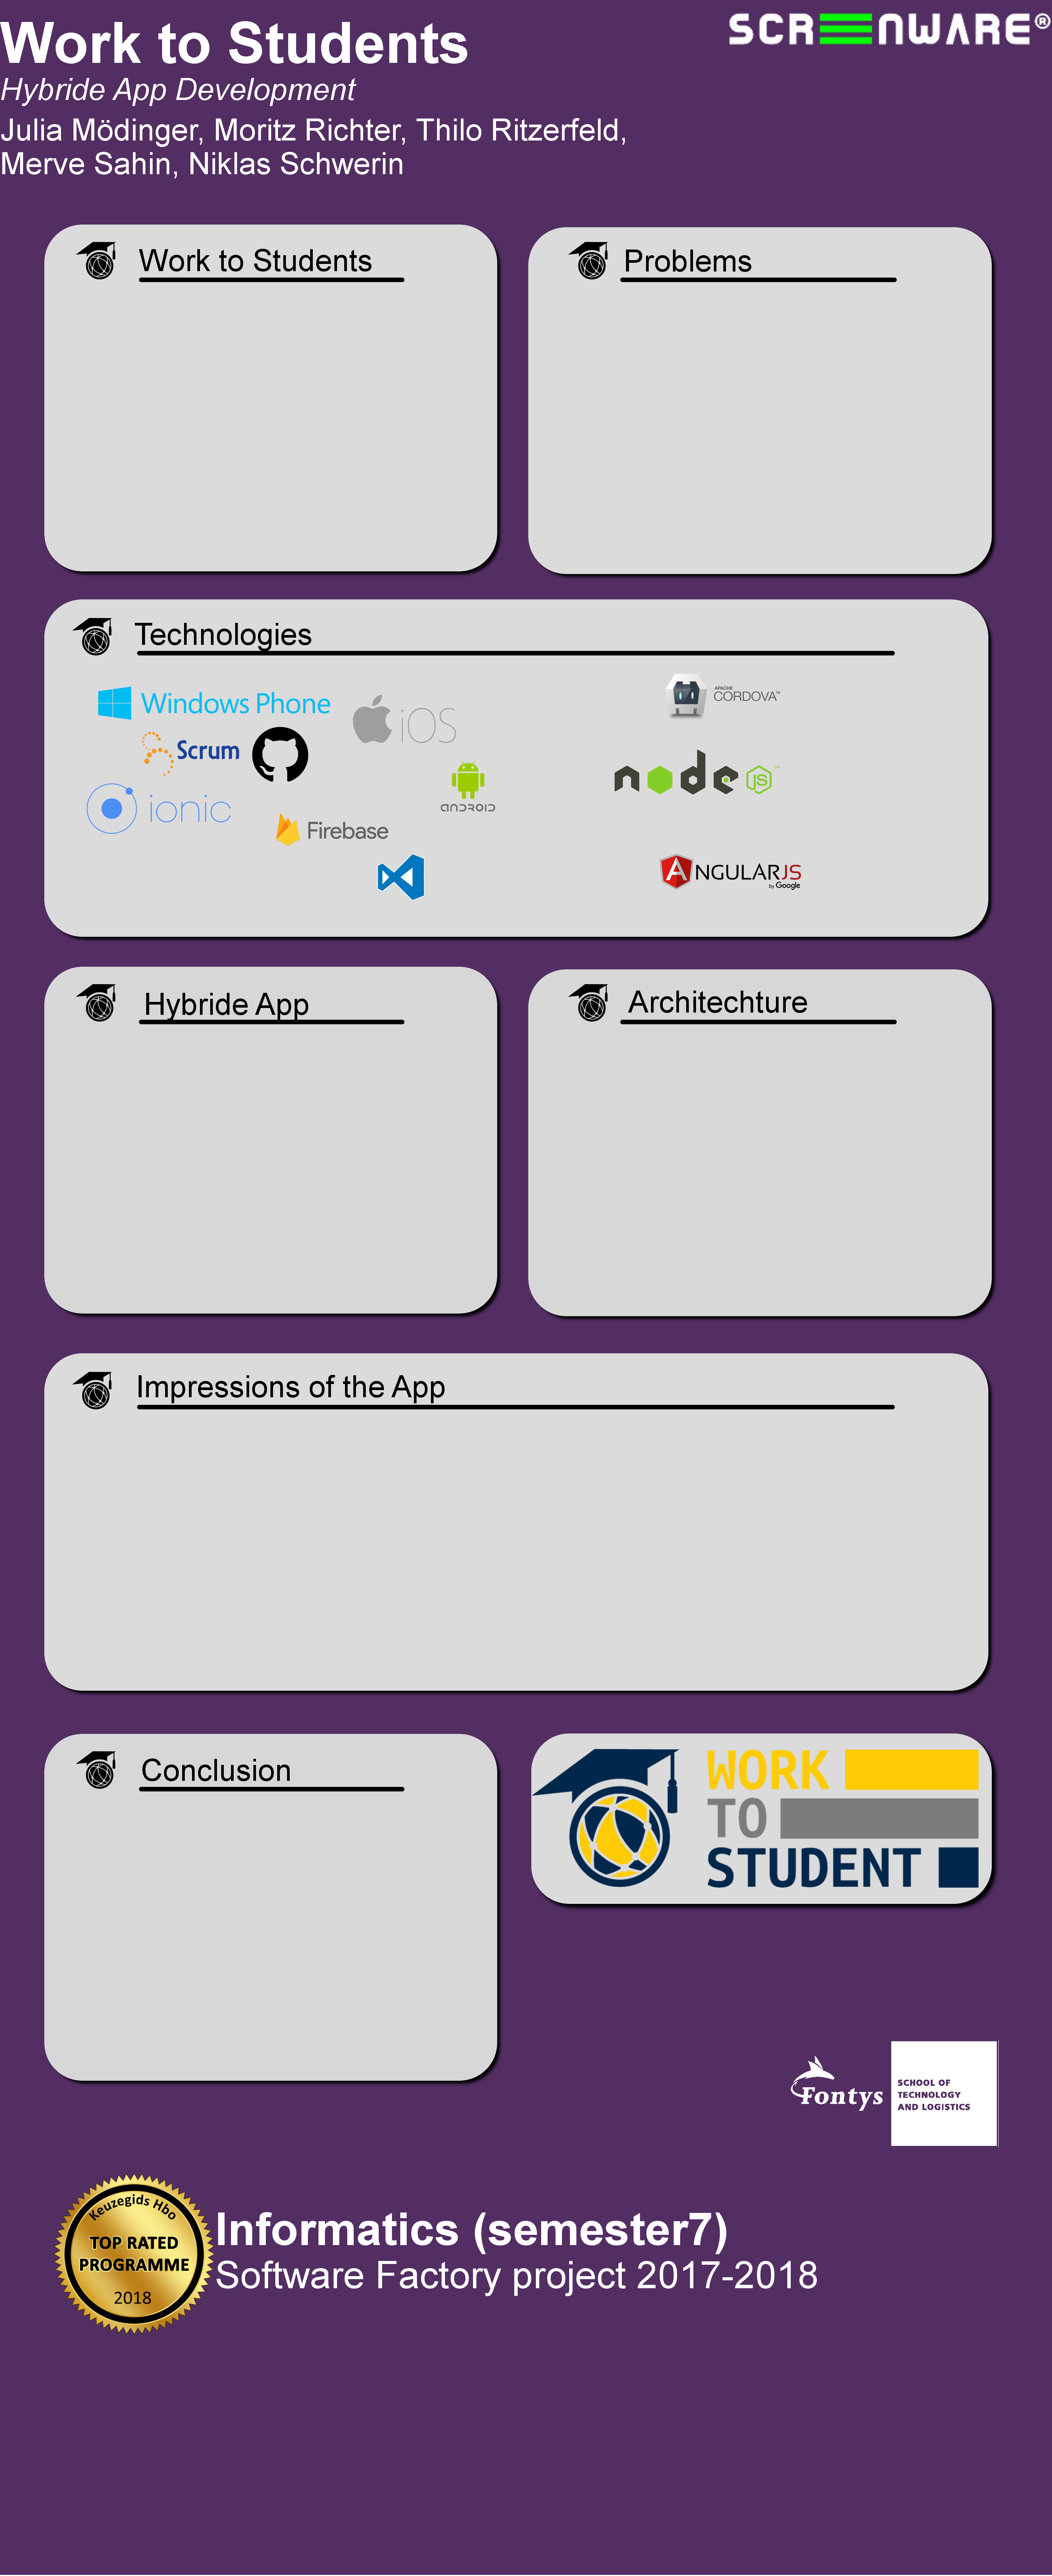 Work to Students
SCREENWARE®
Hybride App Development
Julia Mödinger, Moritz Richter, Thilo Ritzerfeld,
Merve Sahin, Niklas Schwerin
Work to Students
Problems
Technologies
Windows Phone
iOS
APACHE
CORDOVA™
Scrum
node
JS
™
ANDROID
ionic
Firebase
ANGULARJS
by Google
Hybride App
Architechture
Impressions of the App
Conclusion
WORK
TO
STUDENT
Fontys
SCHOOL OF
TECHNOLOGY
AND LOGISTICS
Keuzegids Hbo
TOP RATED
PROGRAMME
2018
Informatics (semester7)
Software Factory project 2017-2018